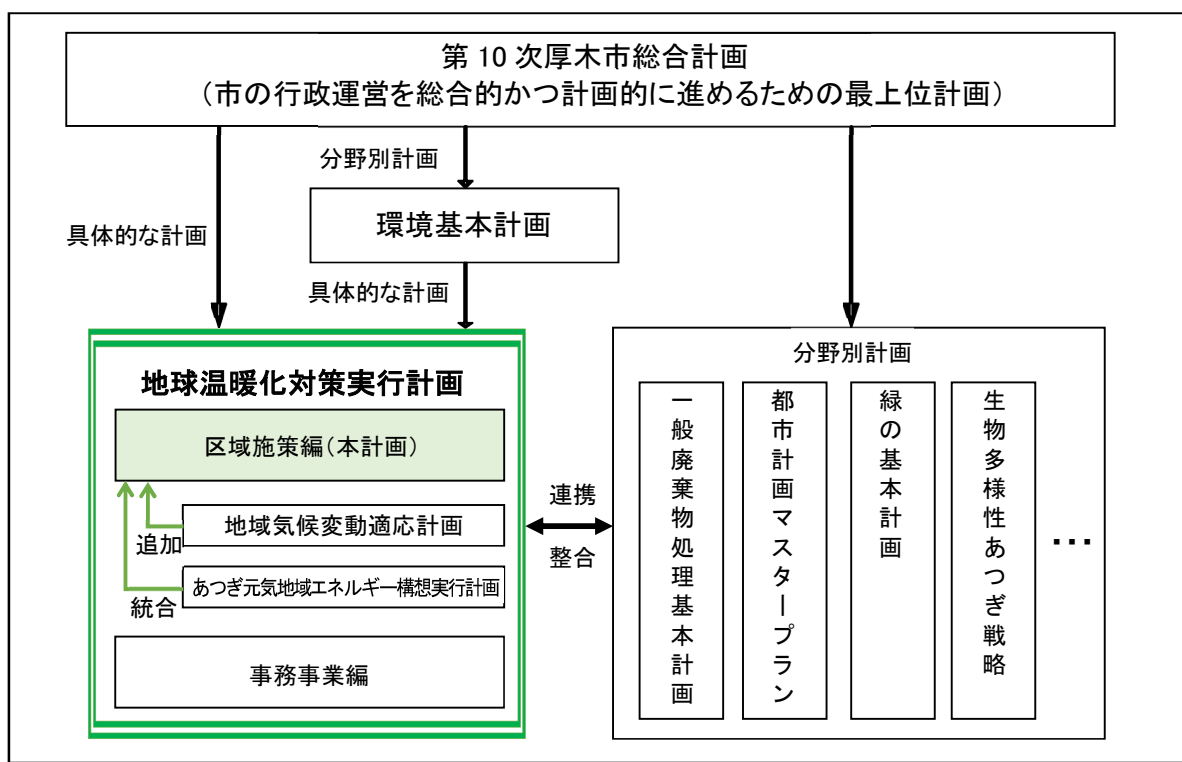 第10次厚木市総合計画
（市の行政運営を総合的かつ計画的に進めるための最上位計画）
分野別計画
環境基本計画
具体的な計画
具体的な計画
地球温暖化対策実行計画
区域施策編（本計画）
地域気候変動適応計画
追加
あつぎ元気地域エネルギー構想実行計画
統合
事務事業編
連携
整合
分野別計画
一般廃棄物処理基本計画
都市計画マスタープラン
緑の基本計画
生物多様性あつぎ戦略
…